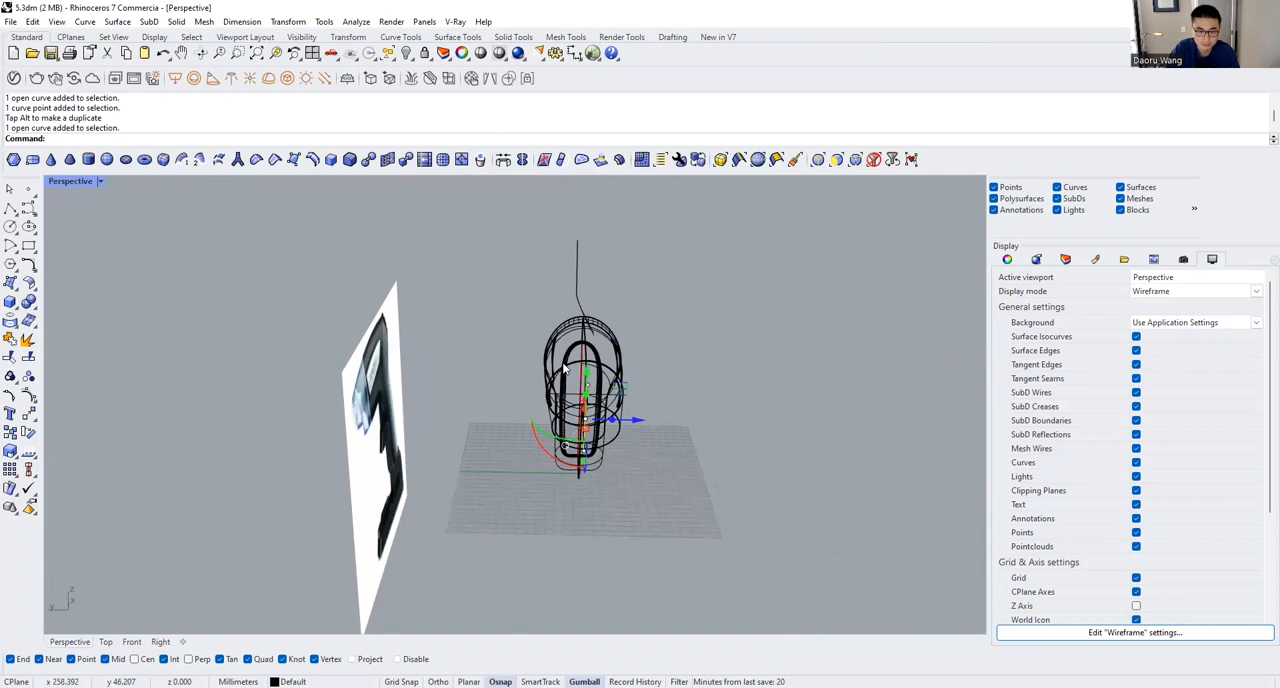 5.3dm (2 MB) - Rhinoceros 7 Commercia - [Perspective]
File Edit View Curve Surface SubD Solid Mesh Dimension Transform Tools Analyze Render Panels V-Ray Help
Standard CPlanes Set View Display Select Viewport Layout Visibility Transform Curve Tools Surface Tools Solid Tools Mesh Tools Render Tools Drafting New in V7
Daoru Wang
1 open curve added to selection.
1 curve point added to selection.
Tap Alt to make a duplicate
1 open curve added to selection.
Command:
Perspective
Points Curves Surfaces
Polysurfaces SubDs Meshes
Annotations Lights Blocks
Display
Active viewport Perspective
Display mode Wireframe
General settings
Background Use Application Settings
Surface Isocurves
Surface Edges
Tangent Edges
Tangent Seams
SubD Wires
SubD Creases
SubD Boundaries
SubD Reflections
Mesh Wires
Curves
Lights
Clipping Planes
Text
Annotations
Points
Pointclouds
Grid & Axis settings
Grid
CPlane Axes
Z Axis
World Icon
Edit "Wireframe" settings...
z
y x
Perspective Top Front Right
End Near Point Mid Cen Int Perp Tan Quad Knot Vertex Project Disable
CPlane x 258.392 y 46.207 z 0.000 Millimeters Default Grid Snap Ortho Planar Osnap SmartTrack Gumball Record History Filter Minutes from last save: 20